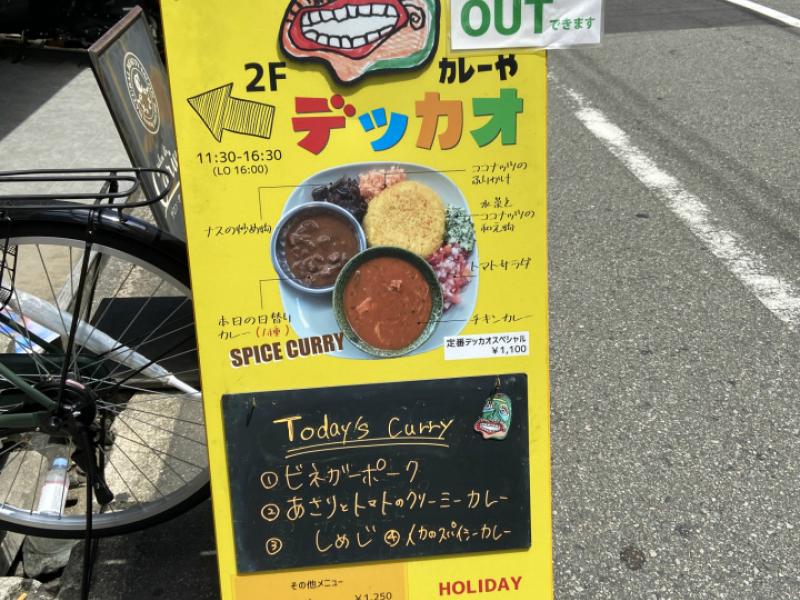 OUT できます
2F
カレーや
デッカオ
11:30-16:30
(LO 16:00)
ココナッツの
ふりかけ
水菜と
ココナッツの
和え物
ナスの炒め物
トマトサラダ
本日の日替り
カレー(1種)
チキンカレー
SPICE CURRY
定番デッカオスペシャル
¥1,100
Today's Curry
① ビネガーポーク
② あさりとトマトのクリーミーカレー
③ しめじ ④ イカのスパイシーカレー
その他メニュー
¥1,250
HOLIDAY